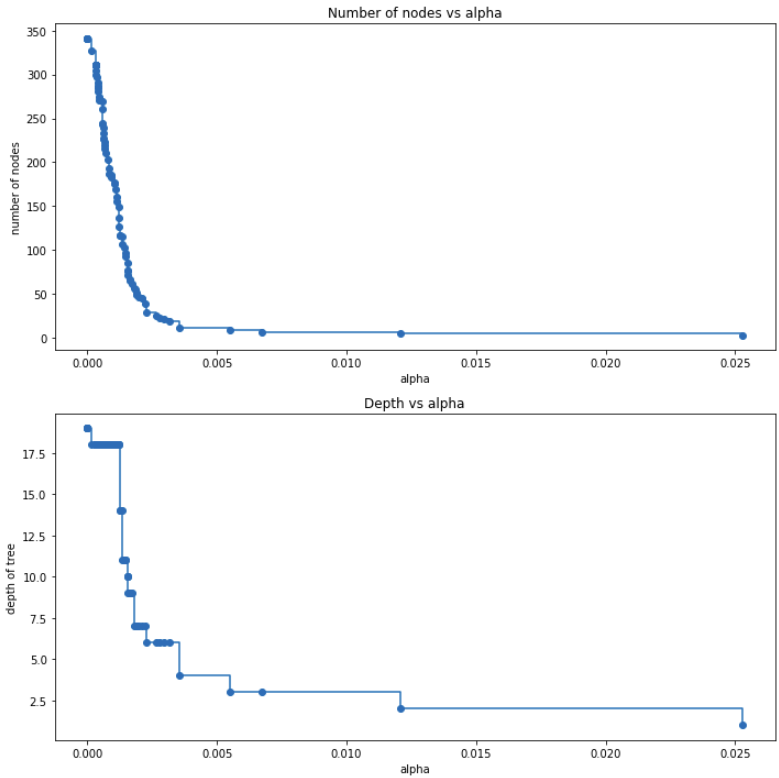 Number of nodes vs alpha
350
300
250
200
150
100
50
0
number of nodes
0.000 0.005 0.010 0.015 0.020 0.025
alpha
Depth vs alpha
17.5
15.0
12.5
10.0
7.5
5.0
2.5
depth of tree
0.000 0.005 0.010 0.015 0.020 0.025
alpha